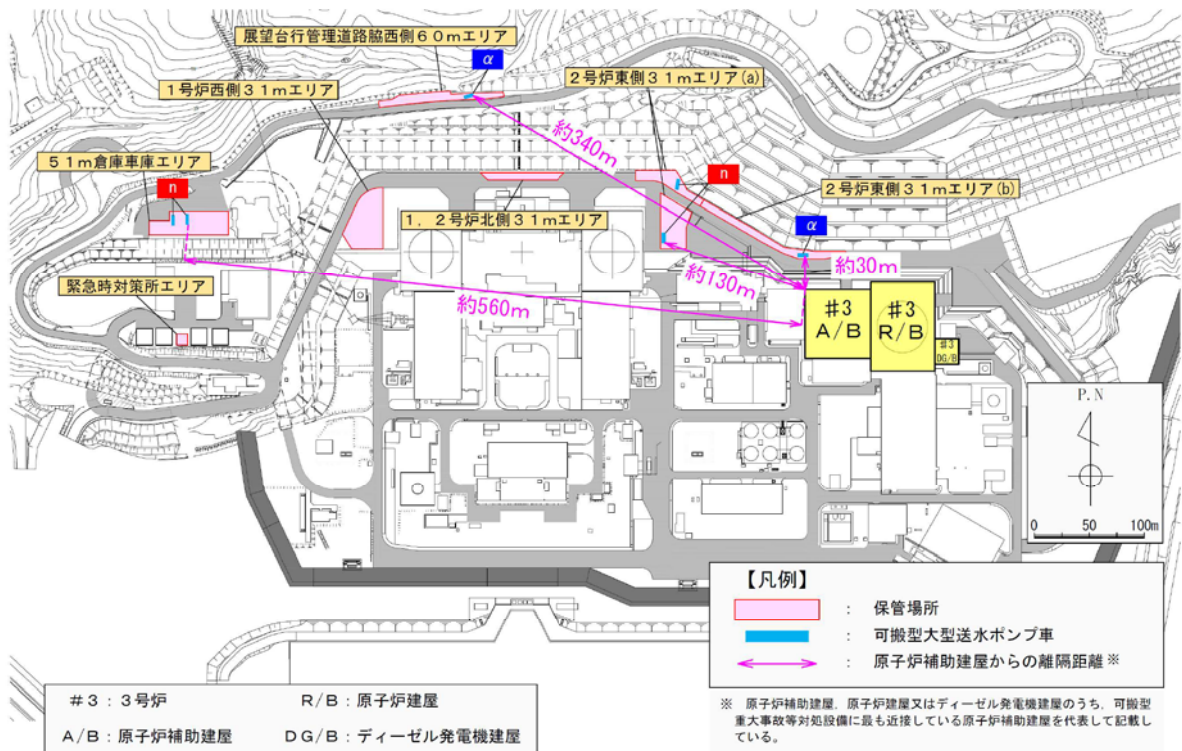 展望台行管理道路脇西側60mエリア
α
1号炉西側31mエリア
2号炉東側31mエリア(a)
51m倉庫車庫エリア
n
約340m
n
2号炉東側31mエリア(b)
1,2号炉北側31mエリア
α
約30m
約130m
緊急時対策所エリア
約560m
#3
A/B
#3
R/B
#3
DG/B
P.N
0 50 100m
【凡例】
: 保管場所
: 可搬型大型送水ポンプ車
: 原子炉補助建屋からの離隔距離※
#3:3号炉 R/B:原子炉建屋
A/B:原子炉補助建屋 DG/B:ディーゼル発電機建屋
※ 原子炉補助建屋,原子炉建屋又はディーゼル発電機建屋のうち,可搬型
重大事故等対処設備に最も近接している原子炉補助建屋を代表して記載し
ている。